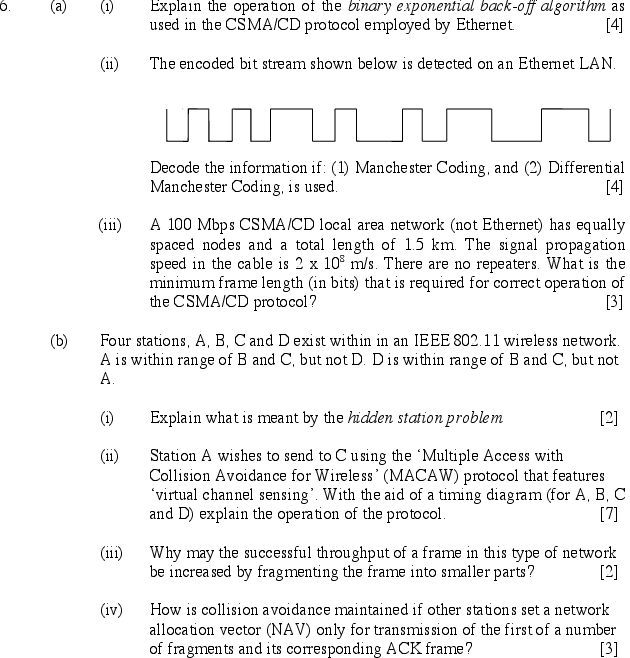 6. (a) (i) Explain the operation of the binary exponential back-off algorithm as
used in the CSMA/CD protocol employed by Ethernet. [4]
(ii) The encoded bit stream shown below is detected on an Ethernet LAN.
Decode the information if: (1) Manchester Coding, and (2) Differential
Manchester Coding, is used. [4]
(iii) A 100 Mbps CSMA/CD local area network (not Ethernet) has equally
spaced nodes and a total length of 1.5 km. The signal propagation
speed in the cable is 2 x 10⁸ m/s. There are no repeaters. What is the
minimum frame length (in bits) that is required for correct operation of
the CSMA/CD protocol? [3]
(b) Four stations, A, B, C and D exist within in an IEEE 802.11 wireless network.
A is within range of B and C, but not D. D is within range of B and C, but not
A.
(i) Explain what is meant by the hidden station problem [2]
(ii) Station A wishes to send to C using the 'Multiple Access with
Collision Avoidance for Wireless' (MACAW) protocol that features
'virtual channel sensing'. With the aid of a timing diagram (for A, B, C
and D) explain the operation of the protocol. [7]
(iii) Why may the successful throughput of a frame in this type of network
be increased by fragmenting the frame into smaller parts? [2]
(iv) How is collision avoidance maintained if other stations set a network
allocation vector (NAV) only for transmission of the first of a number
of fragments and its corresponding ACK frame? [3]